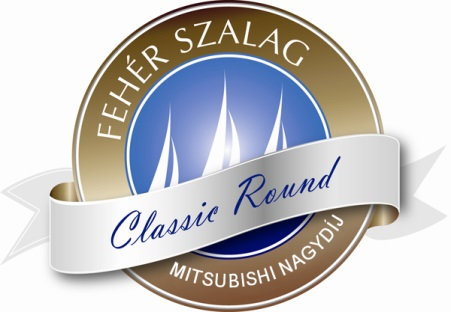 FEHÉR SZALAG
Classic Round
MITSUBISHI NAGYDÍJ